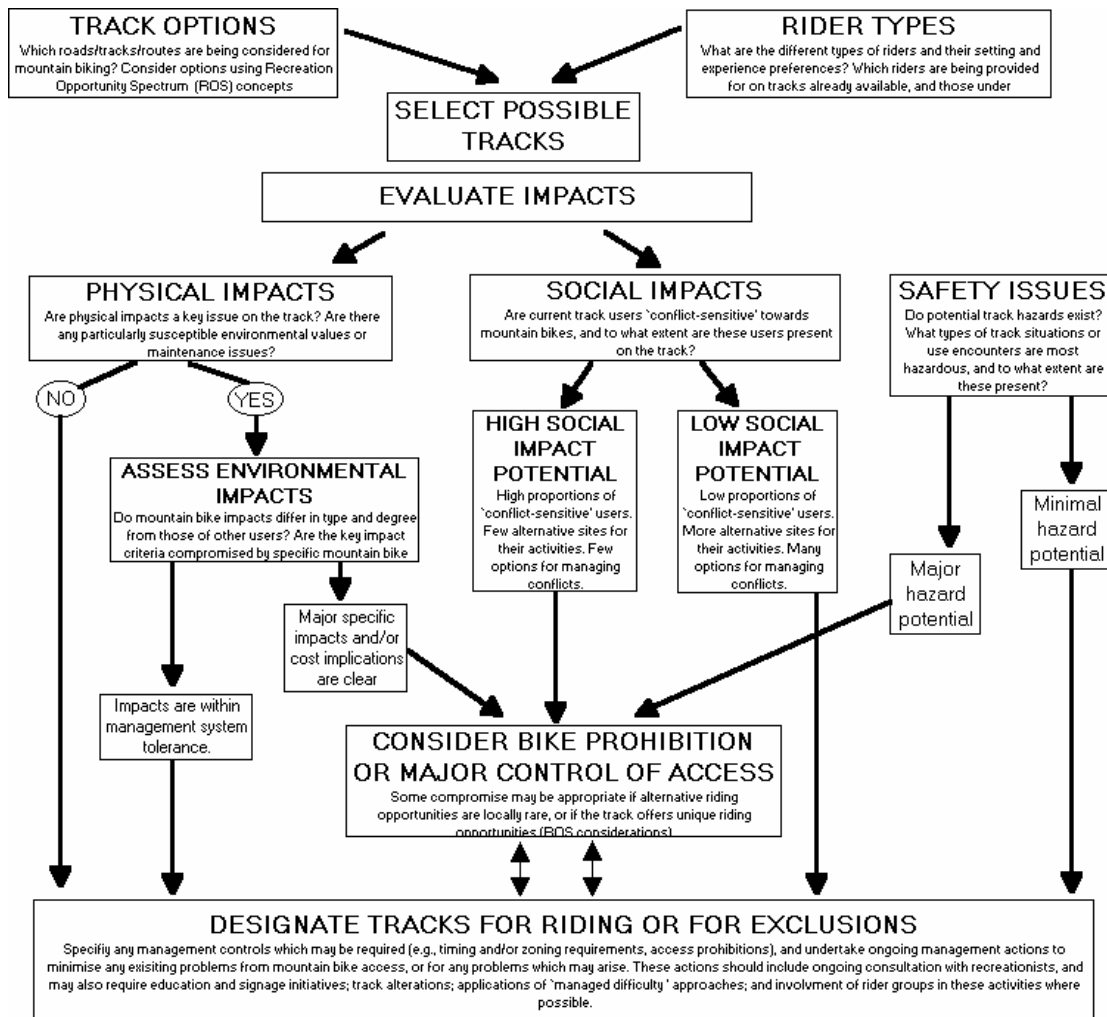 TRACK OPTIONS
Which roads/tracks/routes are being considered for
mountain biking? Consider options using Recreation
Opportunity Spectrum (ROS) concepts
RIDER TYPES
What are the different types of riders and their setting and
experience preferences? Which riders are being provided
for on tracks already available, and those under
SELECT POSSIBLE
TRACKS
EVALUATE IMPACTS
PHYSICAL IMPACTS
Are physical impacts a key issue on the track? Are there
any particularly susceptible environmental values or
maintenance issues?
SOCIAL IMPACTS
Are current track users `conflict-sensitive' towards
mountain bikes, and to what extent are these users present
on the track?
SAFETY ISSUES
Do potential track hazards exist?
What types of track situations or
use encounters are most
hazardous, and to what extent are
these present?
NO
YES
ASSESS ENVIRONMENTAL
IMPACTS
Do mountain bike impacts differ in type and degree
from those of other users? Are the key impact
criteria compromised by specific mountain bike
HIGH SOCIAL
IMPACT
POTENTIAL
High proportions of
`conflict-sensitive' users.
Few alternative sites for
their activities. Few
options for managing
conflicts.
LOW SOCIAL
IMPACT
POTENTIAL
Low proportions of
`conflict-sensitive' users.
More alternative sites for
their activities. Many
options for managing
conflicts.
Minimal
hazard
potential
Major
hazard
potential
Major specific
impacts and/or
cost implications
are clear
Impacts are within
management system
tolerance.
CONSIDER BIKE PROHIBITION
OR MAJOR CONTROL OF ACCESS
Some compromise may be appropriate if alternative riding
opportunities are locally rare, or if the track offers unique riding
opportunities (ROS considerations)
DESIGNATE TRACKS FOR RIDING OR FOR EXCLUSIONS
Specifiy any management controls which may be required (e.g., timing and/or zoning requirements, access prohibitions), and undertake ongoing management actions to
minimise any exisiting problems from mountain bike access, or for any problems which may arise. These actions should include ongoing consultation with recreationists, and
may also require education and signage initiatives; track alterations; applications of `managed difficulty ' approaches; and involvment of rider groups in these activities where
possible.